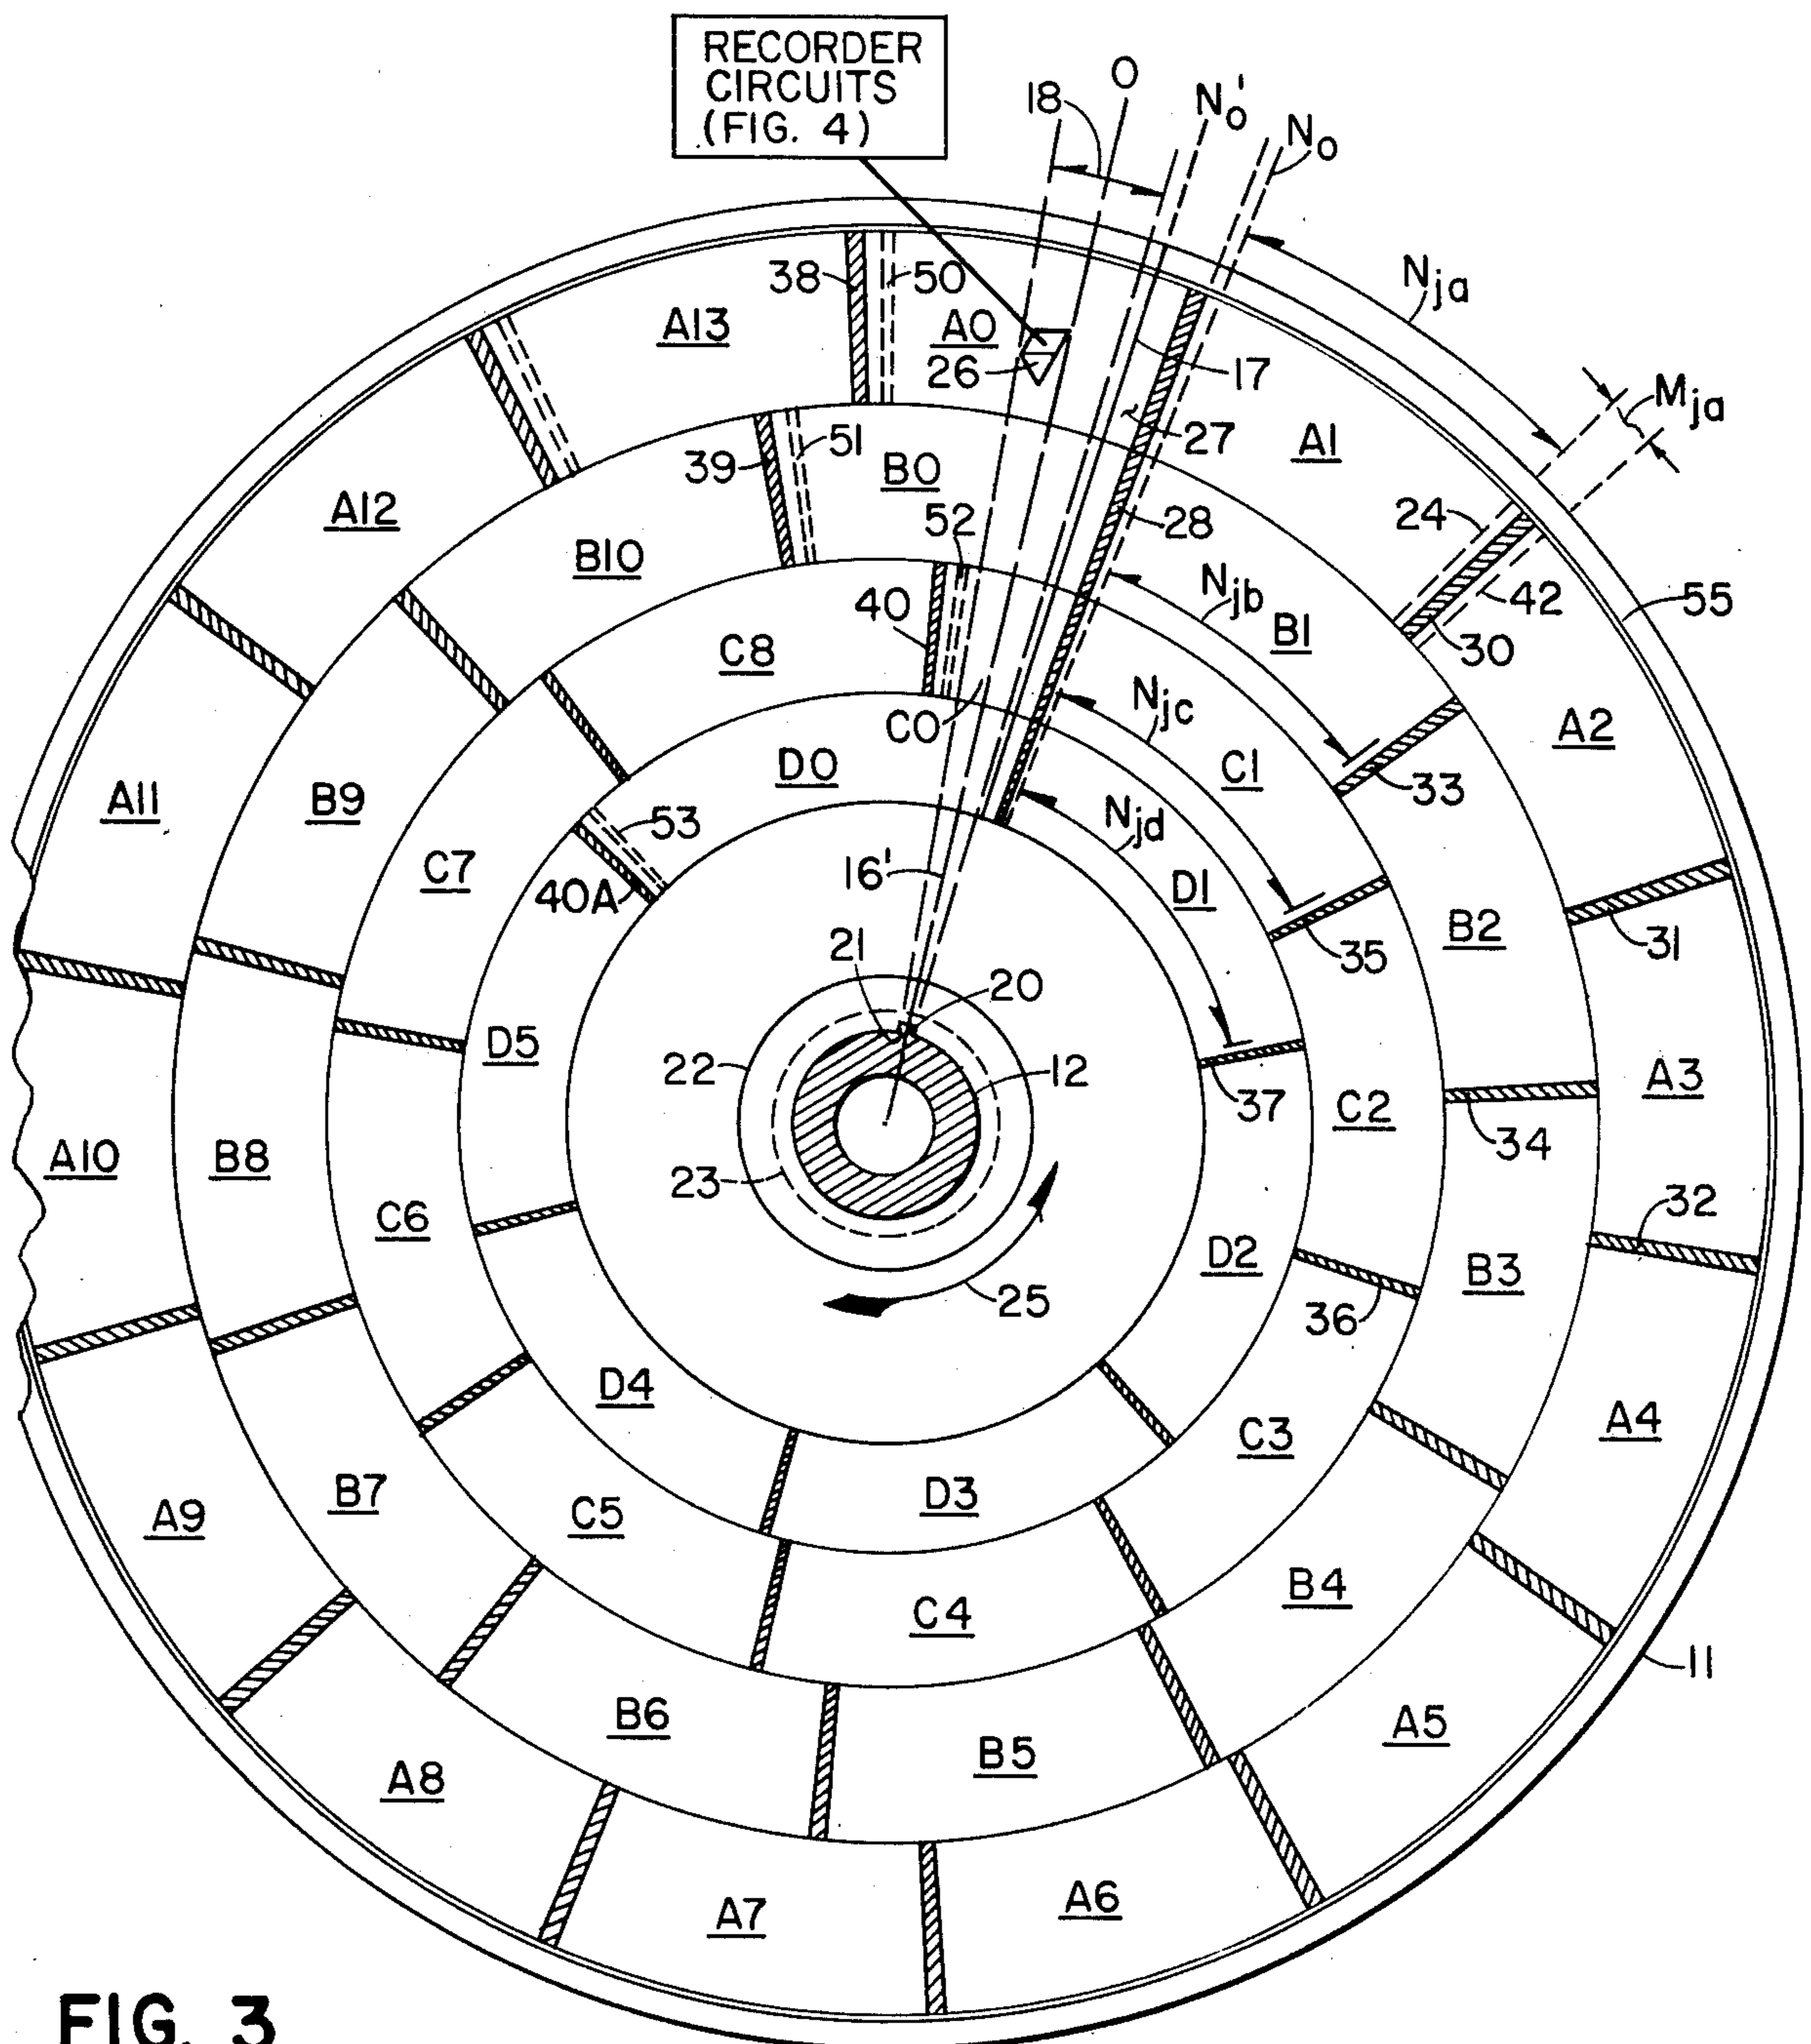 RECORDER
CIRCUITS
(FIG. 4)
18
O
N₀'
N₀
Nja
Mja
38
50
A13
A0
26
17
27
A1
39
51
B0
A12
B10
52
28
24
42
55
Njb
B1
30
40
C8
C0
Njc
A2
C1
33
D0
Njd
A11
B9
C7
53
40A
16'
D1
B2
35
31
21
20
D5
22
12
37
C2
A3
34
A10
B8
23
C6
32
D2
B3
25
36
D4
C3
A4
A9
B7
C5
D3
B4
C4
11
B6
B5
A5
A8
A7
A6
FIG. 3